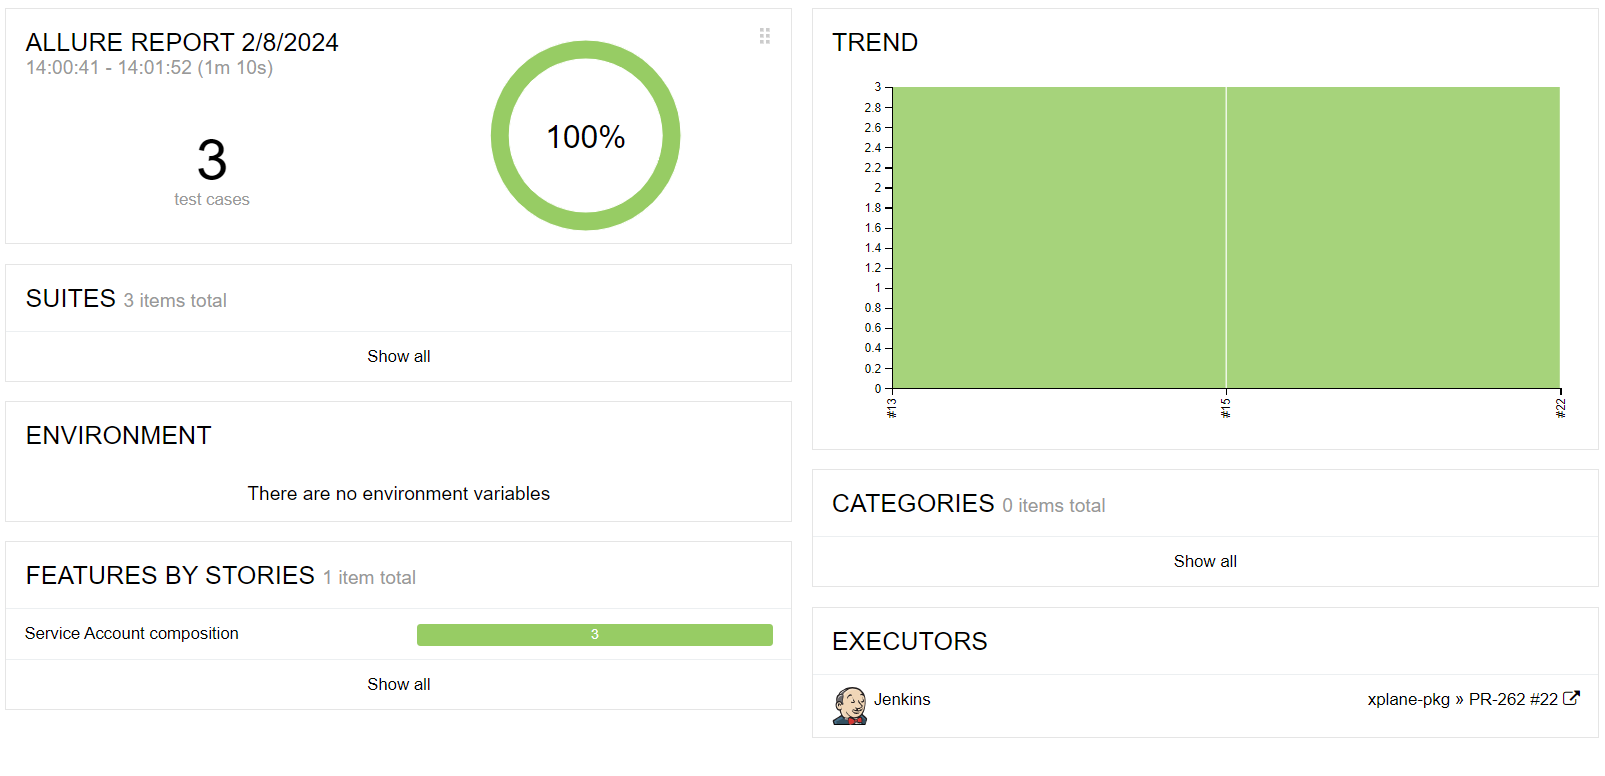 ALLURE REPORT 2/8/2024
14:00:41 - 14:01:52 (1m 10s)
3
test cases
100%
SUITES 3 items total
Show all
ENVIRONMENT
There are no environment variables
FEATURES BY STORIES 1 item total
Service Account composition 3
Show all
TREND
3
2.8
2.6
2.4
2.2
2
1.8
1.6
1.4
1.2
1
0.8
0.6
0.4
0.2
0
#13 #15 #22
CATEGORIES 0 items total
Show all
EXECUTORS
Jenkins xplane-pkg » PR-262 #22